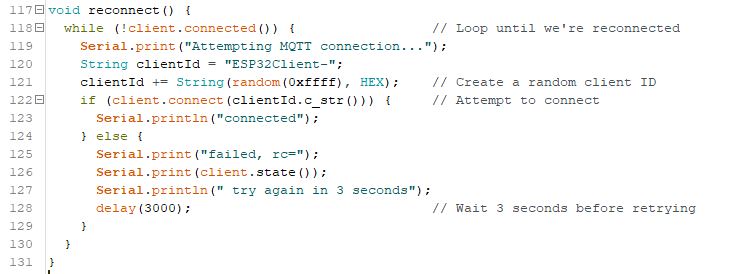 117 void reconnect() {
118   while (!client.connected()) {                  // Loop until we're reconnected
119     Serial.print("Attempting MQTT connection...");
120     String clientId = "ESP32Client-";
121     clientId += String(random(0xffff), HEX);     // Create a random client ID
122     if (client.connect(clientId.c_str())) {      // Attempt to connect
123       Serial.println("connected");
124     } else {
125       Serial.print("failed, rc=");
126       Serial.print(client.state());
127       Serial.println(" try again in 3 seconds");
128       delay(3000);                               // Wait 3 seconds before retrying
129     }
130   }
131 }